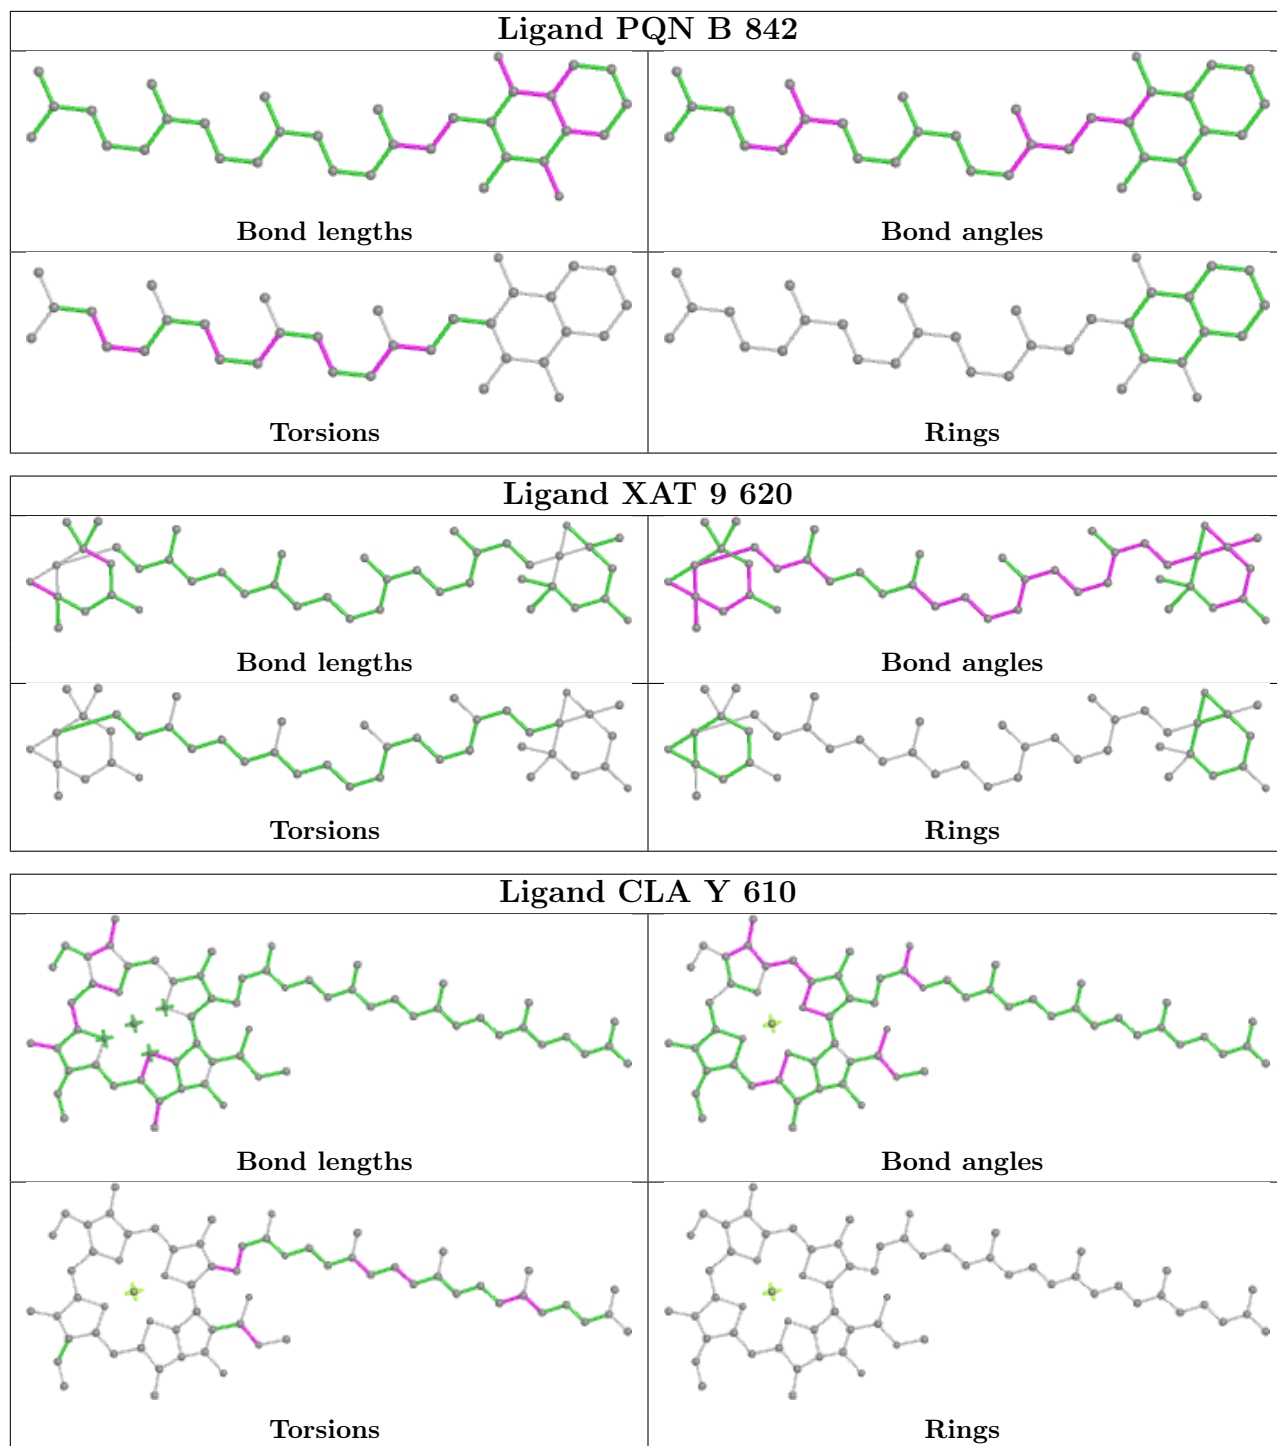 Ligand PQN B 842
Bond lengths
Bond angles
Torsions
Rings
Ligand XAT 9 620
Bond lengths
Bond angles
Torsions
Rings
Ligand CLA Y 610
Bond lengths
Bond angles
Torsions
Rings